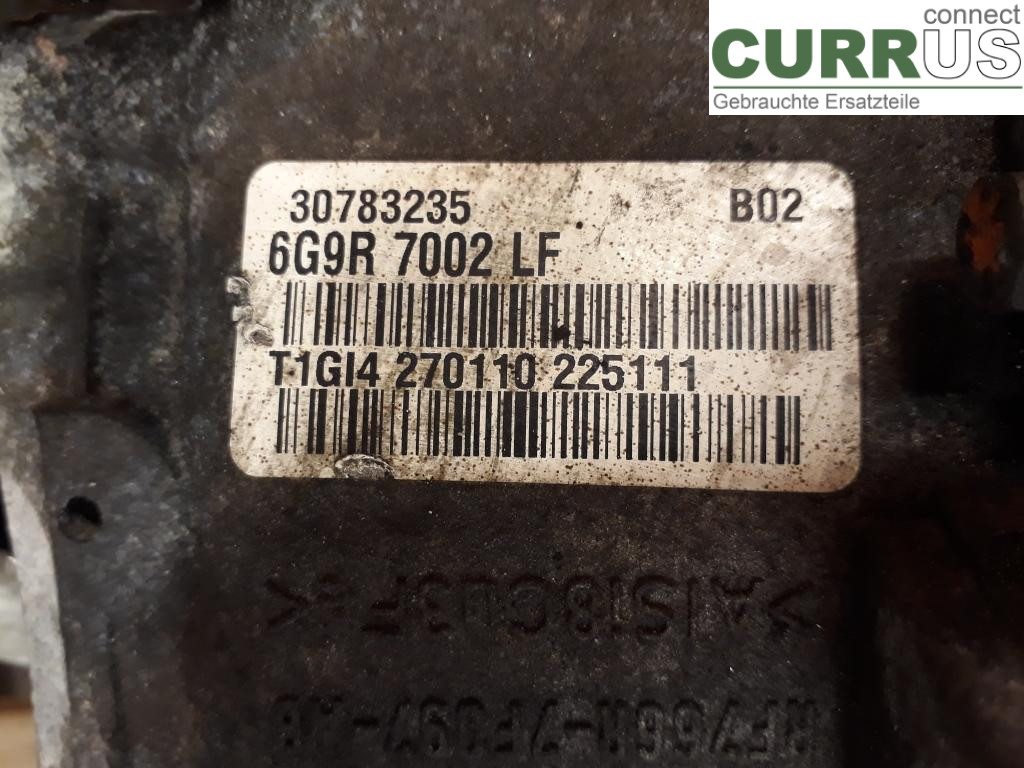 connect
CURRUS
Gebrauchte Ersatzteile
30783235 B02
6G9R 7002 LF
T1GI4 270110 225111